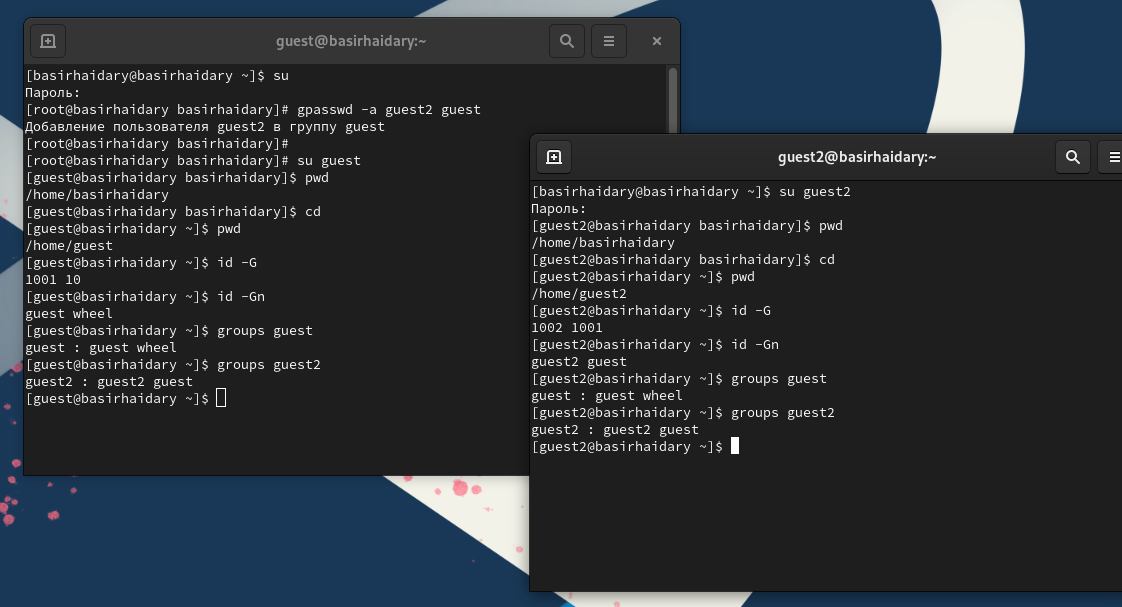 guest@basirhaidary:~
[basirhaidary@basirhaidary ~]$ su
Пароль:
[root@basirhaidary basirhaidary]# gpasswd -a guest2 guest
Добавление пользователя guest2 в группу guest
[root@basirhaidary basirhaidary]#
[root@basirhaidary basirhaidary]# su guest
[guest@basirhaidary basirhaidary]$ pwd
/home/basirhaidary
[guest@basirhaidary basirhaidary]$ cd
[guest@basirhaidary ~]$ pwd
/home/guest
[guest@basirhaidary ~]$ id -G
1001 10
[guest@basirhaidary ~]$ id -Gn
guest wheel
[guest@basirhaidary ~]$ groups guest
guest : guest wheel
[guest@basirhaidary ~]$ groups guest2
guest2 : guest2 guest
[guest@basirhaidary ~]$
guest2@basirhaidary:~
[basirhaidary@basirhaidary ~]$ su guest2
Пароль:
[guest2@basirhaidary basirhaidary]$ pwd
/home/basirhaidary
[guest2@basirhaidary basirhaidary]$ cd
[guest2@basirhaidary ~]$ pwd
/home/guest2
[guest2@basirhaidary ~]$ id -G
1002 1001
[guest2@basirhaidary ~]$ id -Gn
guest2 guest
[guest2@basirhaidary ~]$ groups guest
guest : guest wheel
[guest2@basirhaidary ~]$ groups guest2
guest2 : guest2 guest
[guest2@basirhaidary ~]$